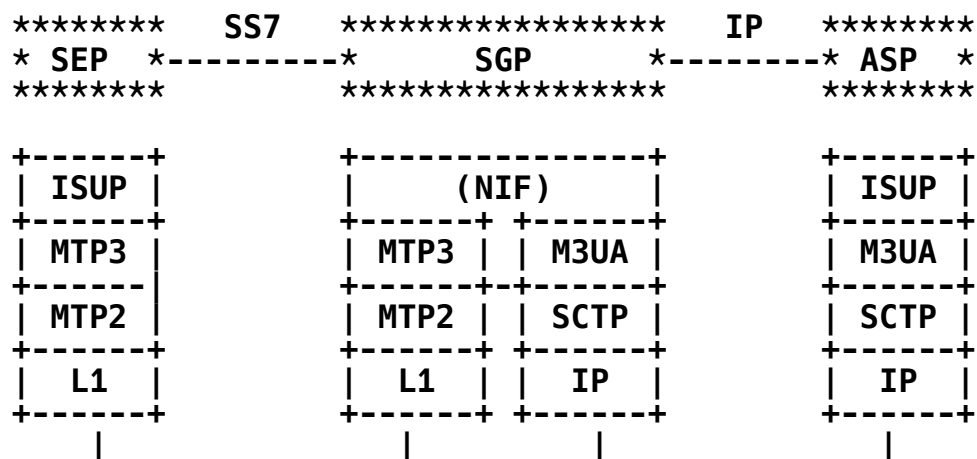 ********   SS7   *****************   IP   ********
* SEP  *---------*      SGP      *--------* ASP  *
********         *****************        ********
+------+         +---------------+        +------+
| ISUP |         |     (NIF)     |        | ISUP |
+------+         +------+ +------+        +------+
| MTP3 |         | MTP3 | | M3UA |        | M3UA |
+------|         +------+-+------+        +------+
| MTP2 |         | MTP2 | | SCTP |        | SCTP |
+------+         +------+ +------+        +------+
|  L1  |         |  L1  | |  IP  |        |  IP  |
+------+         +------+ +------+        +------+
    |               |         |              |